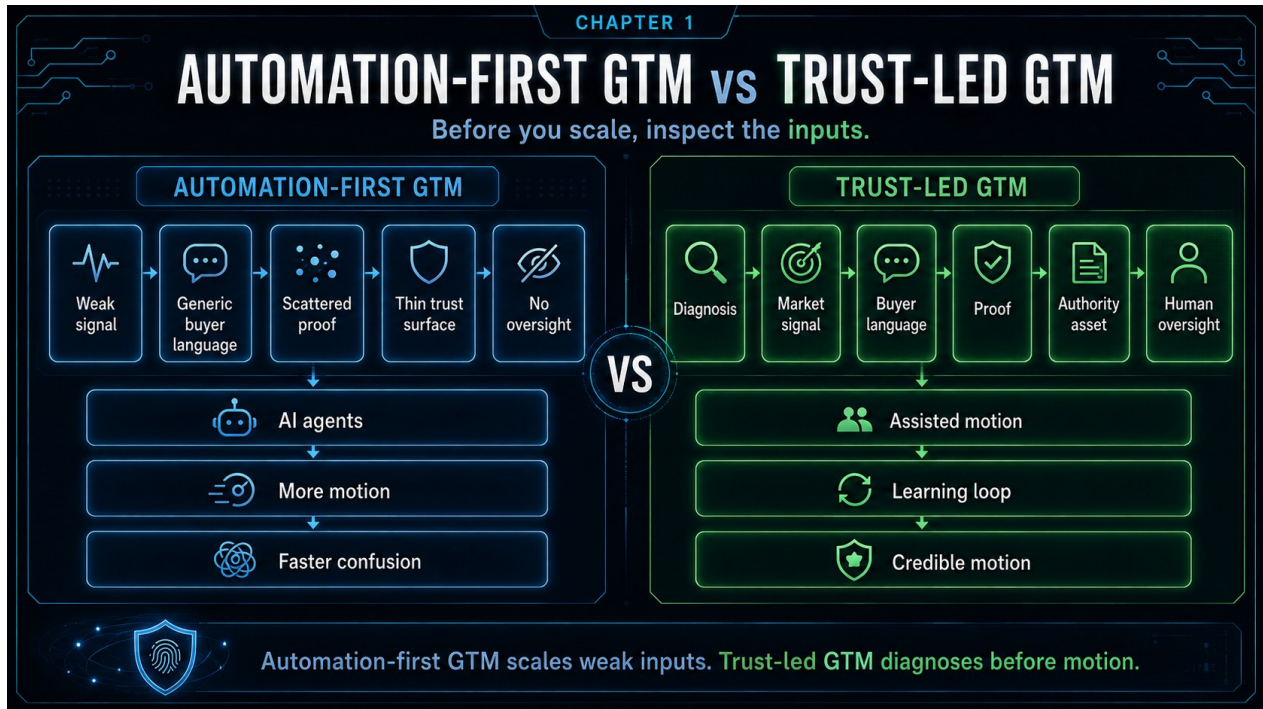 CHAPTER 1
AUTOMATION-FIRST GTM VS TRUST-LED GTM
Before you scale, inspect the inputs.
AUTOMATION-FIRST GTM
Weak
signal
Generic
buyer
language
Scattered
proof
Thin trust
surface
No
oversight
AI agents
More motion
Faster confusion
VS
TRUST-LED GTM
Diagnosis
Market
signal
Buyer
language
Proof
Authority
asset
Human
oversight
Assisted motion
Learning loop
Credible motion
Automation-first GTM scales weak inputs. Trust-led GTM diagnoses before motion.